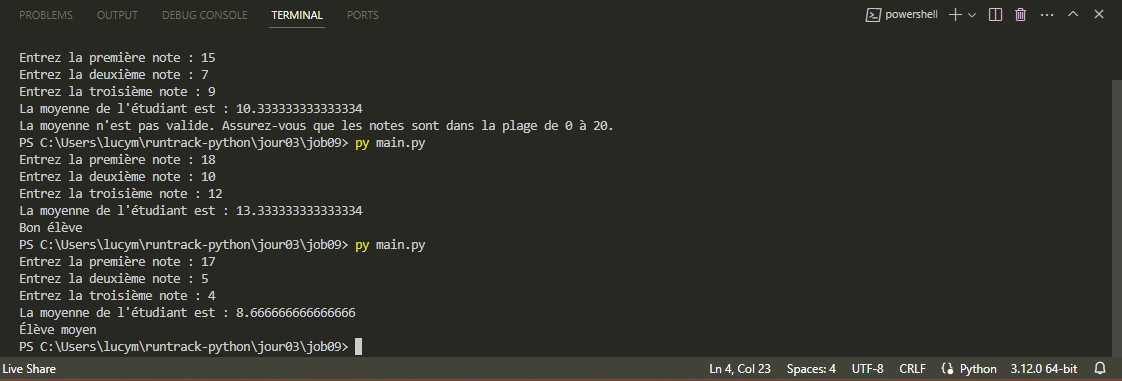 PROBLEMS OUTPUT DEBUG CONSOLE TERMINAL PORTS powershell
Entrez la première note : 15
Entrez la deuxième note : 7
Entrez la troisième note : 9
La moyenne de l'étudiant est : 10.333333333333334
La moyenne n'est pas valide. Assurez-vous que les notes sont dans la plage de 0 à 20.
PS C:\Users\lucym\runtrack-python\jour03\job09> py main.py
Entrez la première note : 18
Entrez la deuxième note : 10
Entrez la troisième note : 12
La moyenne de l'étudiant est : 13.333333333333334
Bon élève
PS C:\Users\lucym\runtrack-python\jour03\job09> py main.py
Entrez la première note : 17
Entrez la deuxième note : 5
Entrez la troisième note : 4
La moyenne de l'étudiant est : 8.666666666666666
Élève moyen
PS C:\Users\lucym\runtrack-python\jour03\job09>
Live Share Ln 4, Col 23 Spaces: 4 UTF-8 CRLF Python 3.12.0 64-bit